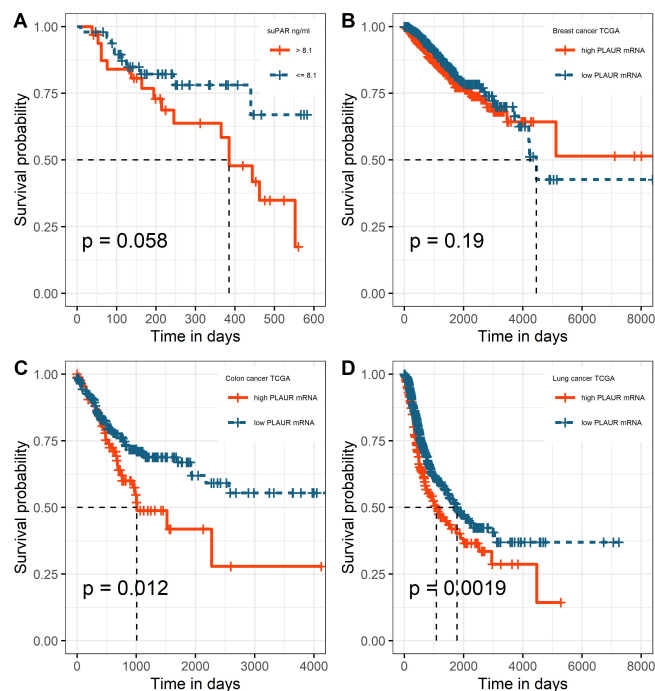 A
suPAR ng/ml
> 8.1
<= 8.1
Survival probability
1.00
0.75
0.50
0.25
0.00
p = 0.058
0 100 200 300 400 500 600
Time in days
B
Breast cancer TCGA
high PLAUR mRNA
low PLAUR mRNA
Survival probability
1.00
0.75
0.50
0.25
0.00
p = 0.19
0 2000 4000 6000 8000
Time in days
C
Colon cancer TCGA
high PLAUR mRNA
low PLAUR mRNA
Survival probability
1.00
0.75
0.50
0.25
0.00
p = 0.012
0 1000 2000 3000 4000
Time in days
D
Lung cancer TCGA
high PLAUR mRNA
low PLAUR mRNA
Survival probability
1.00
0.75
0.50
0.25
0.00
p = 0.0019
0 2000 4000 6000 8000
Time in days